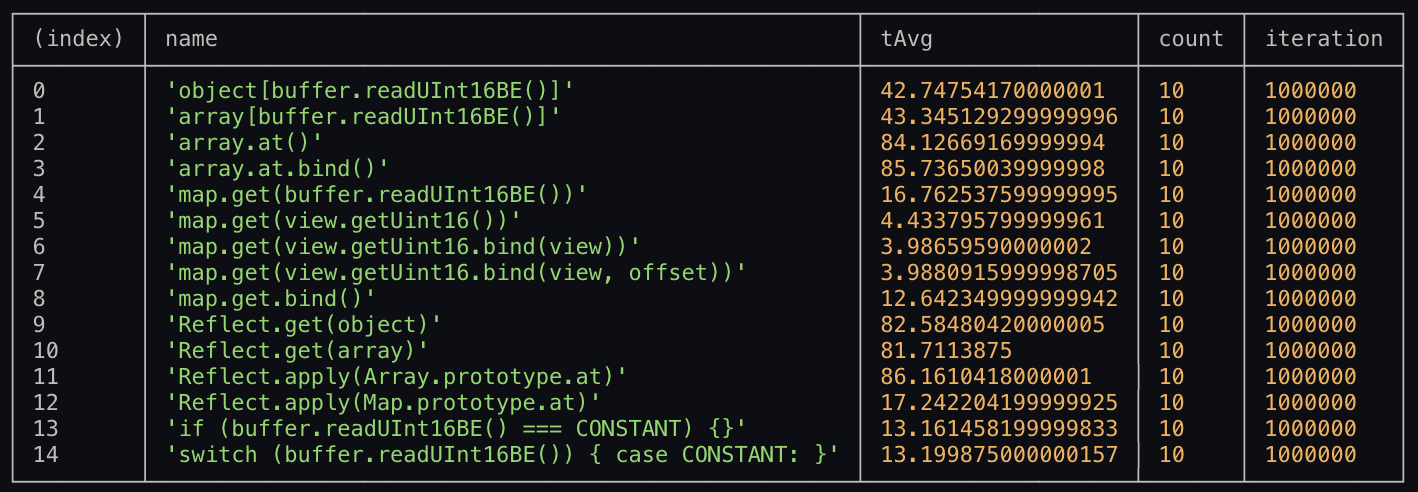 (index) name tAvg count iteration
0 'object[buffer.readUInt16BE()]' 42.74754170000001 10 1000000
1 'array[buffer.readUInt16BE()]' 43.345129299999996 10 1000000
2 'array.at()' 84.12669169999994 10 1000000
3 'array.at.bind()' 85.73650039999998 10 1000000
4 'map.get(buffer.readUInt16BE())' 16.762537599999995 10 1000000
5 'map.get(view.getUint16())' 4.433795799999961 10 1000000
6 'map.get(view.getUint16.bind(view))' 3.98659590000002 10 1000000
7 'map.get(view.getUint16.bind(view, offset))' 3.9880915999998705 10 1000000
8 'map.get.bind()' 12.642349999999942 10 1000000
9 'Reflect.get(object)' 82.58480420000005 10 1000000
10 'Reflect.get(array)' 81.7113875 10 1000000
11 'Reflect.apply(Array.prototype.at)' 86.1610418000001 10 1000000
12 'Reflect.apply(Map.prototype.at)' 17.242204199999925 10 1000000
13 'if (buffer.readUInt16BE() === CONSTANT) {}' 13.161458199999833 10 1000000
14 'switch (buffer.readUInt16BE()) { case CONSTANT: }' 13.199875000000157 10 1000000